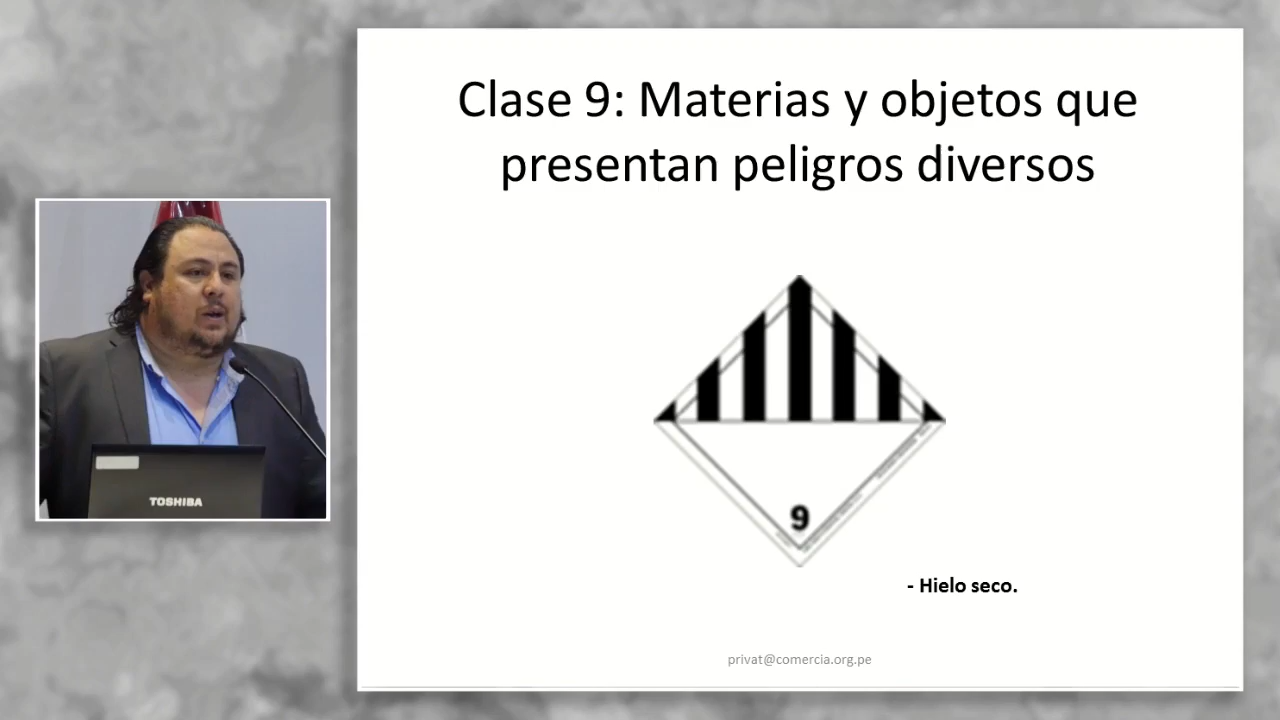 Clase 9: Materias y objetos que
presentan peligros diversos
9
- Hielo seco.
privat@comercia.org.pe
TOSHIBA